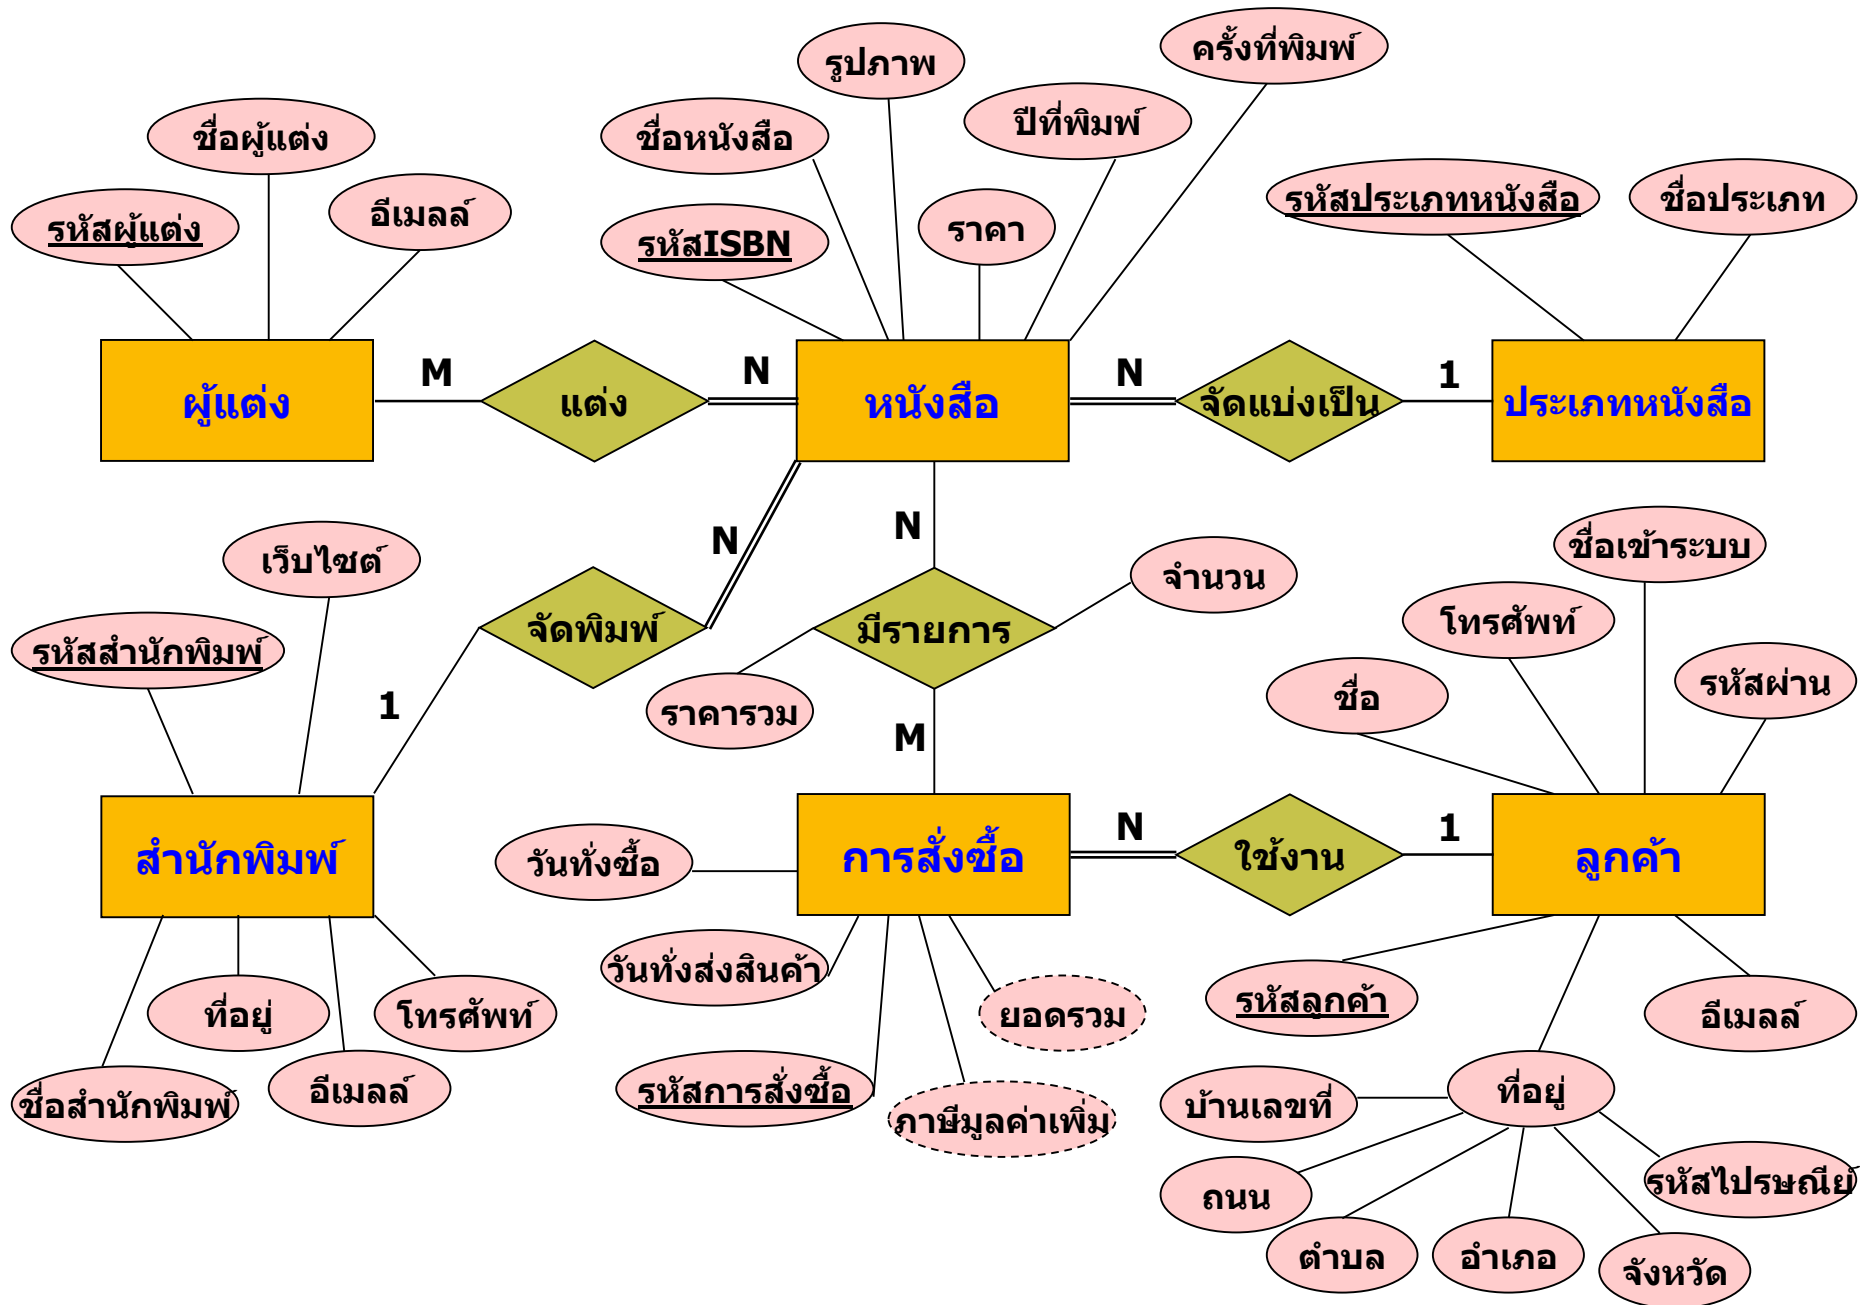 ครั้งที่พิมพ์
รูปภาพ
ปีที่พิมพ์
ชื่อผู้แต่ง
ชื่อหนังสือ
รหัสประเภทหนังสือ
ชื่อประเภท
อีเมลล์
รหัสผู้แต่ง
รหัสISBN
ราคา
M
N
N
1
ผู้แต่ง
แต่ง
หนังสือ
จัดแบ่งเป็น
ประเภทหนังสือ
N
N
ชื่อเข้าระบบ
เว็บไซต์
จำนวน
โทรศัพท์
รหัสสำนักพิมพ์
จัดพิมพ์
มีรายการ
รหัสผ่าน
ชื่อ
1
ราคารวม
M
N
1
สำนักพิมพ์
วันทั่งซื้อ
การสั่งซื้อ
ใช้งาน
ลูกค้า
วันทั่งส่งสินค้า
รหัสลูกค้า
ที่อยู่
โทรศัพท์
ยอดรวม
อีเมลล์
ชื่อสำนักพิมพ์
อีเมลล์
รหัสการสั่งซื้อ
ภาษีมูลค่าเพิ่ม
บ้านเลขที่
ที่อยู่
รหัสไปรษณีย์
ถนน
ตำบล
อำเภอ
จังหวัด